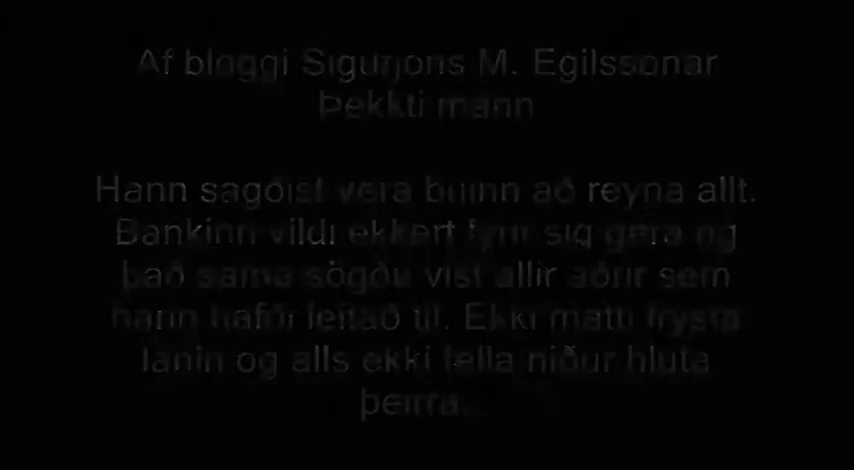 Af bloggi Sigurjóns M. Egilssonar
Þekkti mann
Hann sagðist vera búinn að reyna allt.
Bankinn vildi ekkert fyrir sig gera og
það sama sögðu víst allir aðrir sem
hann hafði leitað til. Ekki mátti frysta
lánin og alls ekki fella niður hluta
þeirra.